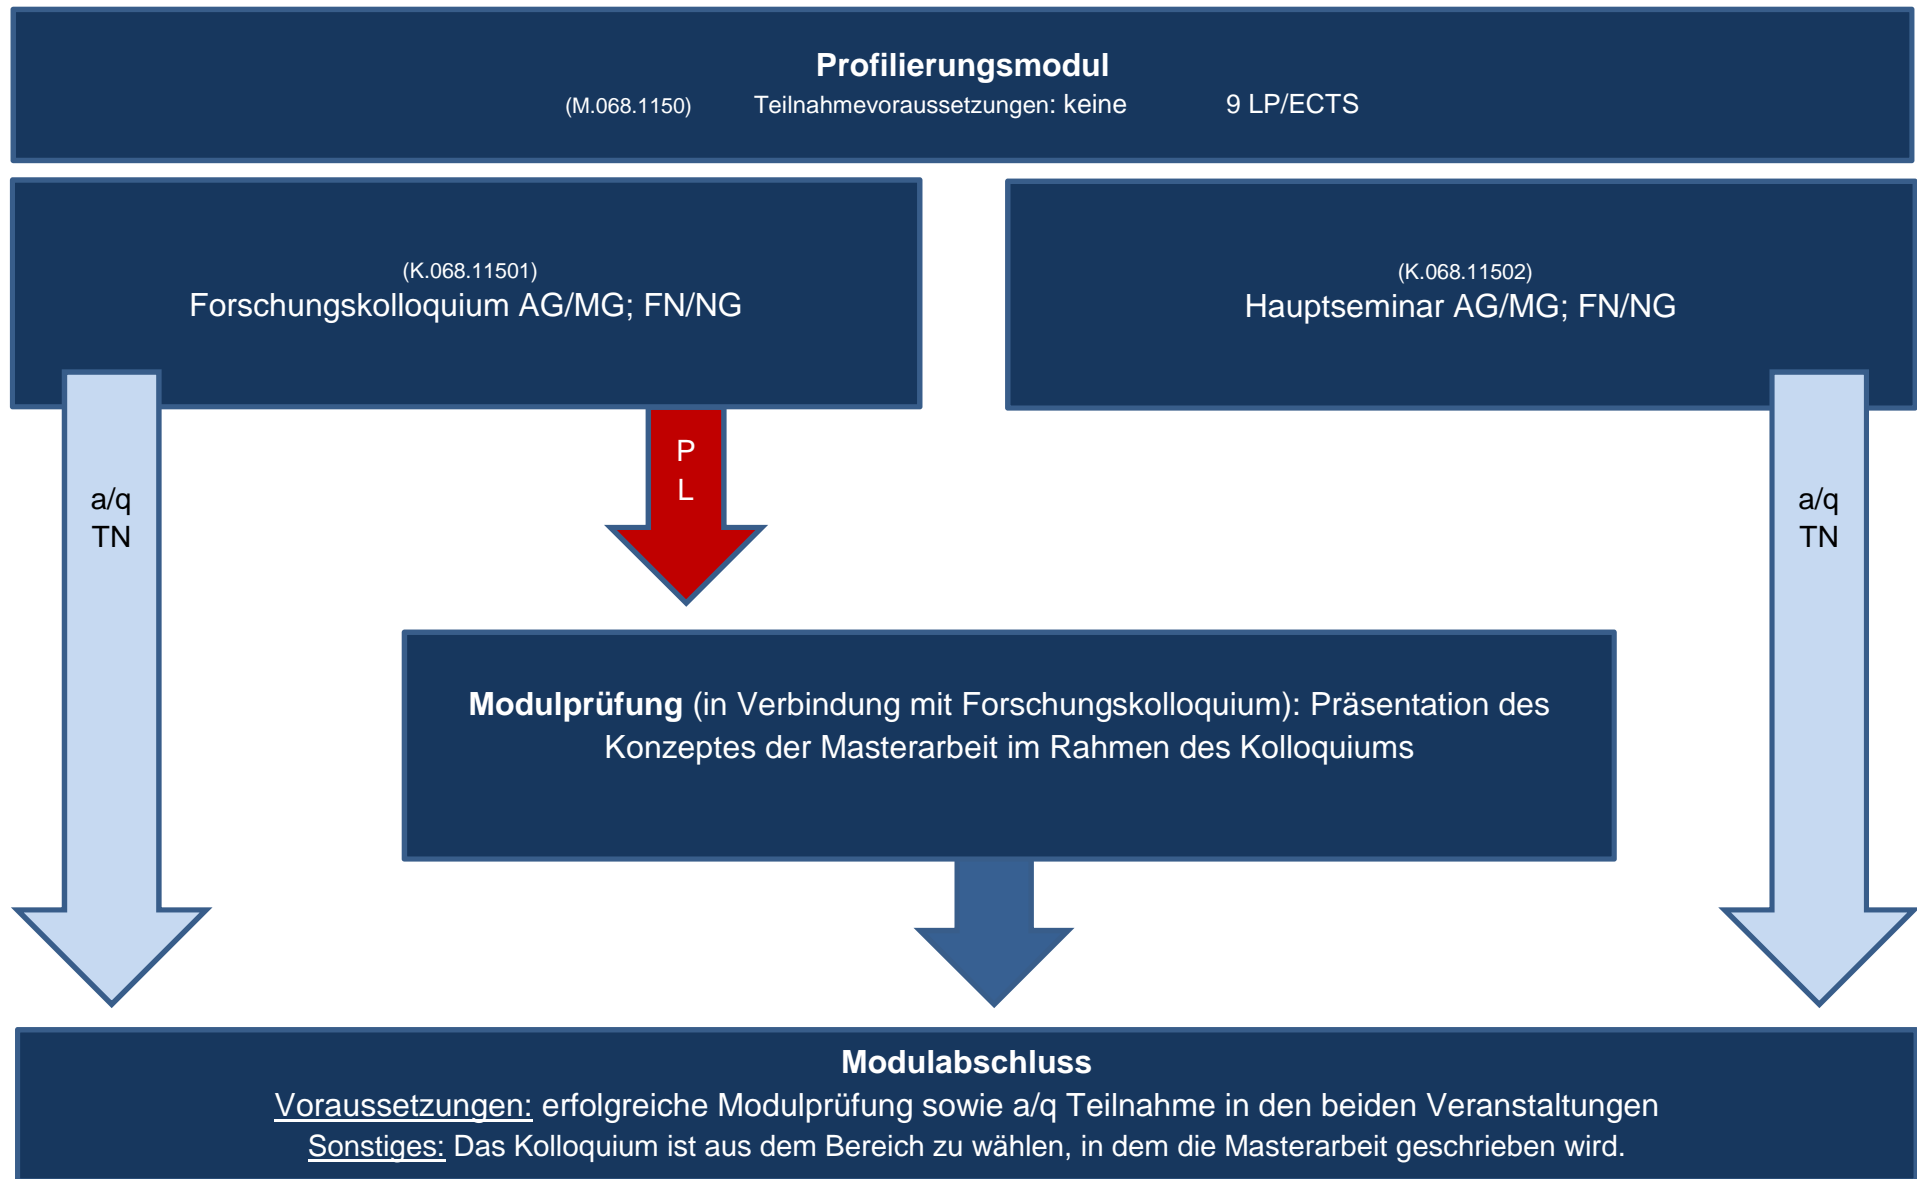 Profilierungsmodul
(M.068.1150) Teilnahmevoraussetzungen: keine 9 LP/ECTS
(K.068.11501)
Forschungskolloquium AG/MG; FN/NG
(K.068.11502)
Hauptseminar AG/MG; FN/NG
a/q
TN
P
L
a/q
TN
Modulprüfung (in Verbindung mit Forschungskolloquium): Präsentation des
Konzeptes der Masterarbeit im Rahmen des Kolloquiums
Modulabschluss
Voraussetzungen: erfolgreiche Modulprüfung sowie a/q Teilnahme in den beiden Veranstaltungen
Sonstiges: Das Kolloquium ist aus dem Bereich zu wählen, in dem die Masterarbeit geschrieben wird.